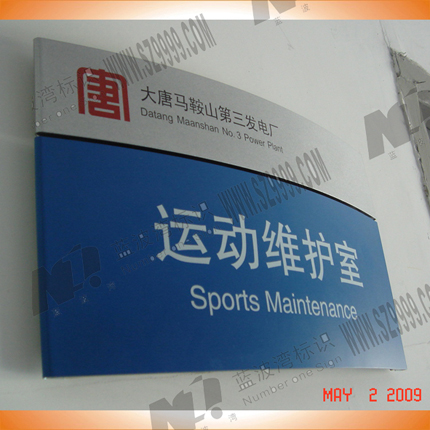 唐
大唐马鞍山第三发电厂
Datang Maanshan No. 3 Power Plant
运动维护室
Sports Maintenance
蓝波湾标识
Number one Sign
WWW.SZ9999.COM
MAY 2 2009